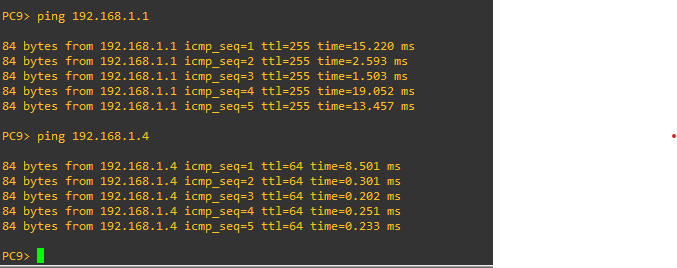 PC9> ping 192.168.1.1
84 bytes from 192.168.1.1 icmp_seq=1 ttl=255 time=15.220 ms
84 bytes from 192.168.1.1 icmp_seq=2 ttl=255 time=2.593 ms
84 bytes from 192.168.1.1 icmp_seq=3 ttl=255 time=1.503 ms
84 bytes from 192.168.1.1 icmp_seq=4 ttl=255 time=19.052 ms
84 bytes from 192.168.1.1 icmp_seq=5 ttl=255 time=13.457 ms
PC9> ping 192.168.1.4
84 bytes from 192.168.1.4 icmp_seq=1 ttl=64 time=8.501 ms
84 bytes from 192.168.1.4 icmp_seq=2 ttl=64 time=0.301 ms
84 bytes from 192.168.1.4 icmp_seq=3 ttl=64 time=0.202 ms
84 bytes from 192.168.1.4 icmp_seq=4 ttl=64 time=0.251 ms
84 bytes from 192.168.1.4 icmp_seq=5 ttl=64 time=0.233 ms
PC9>